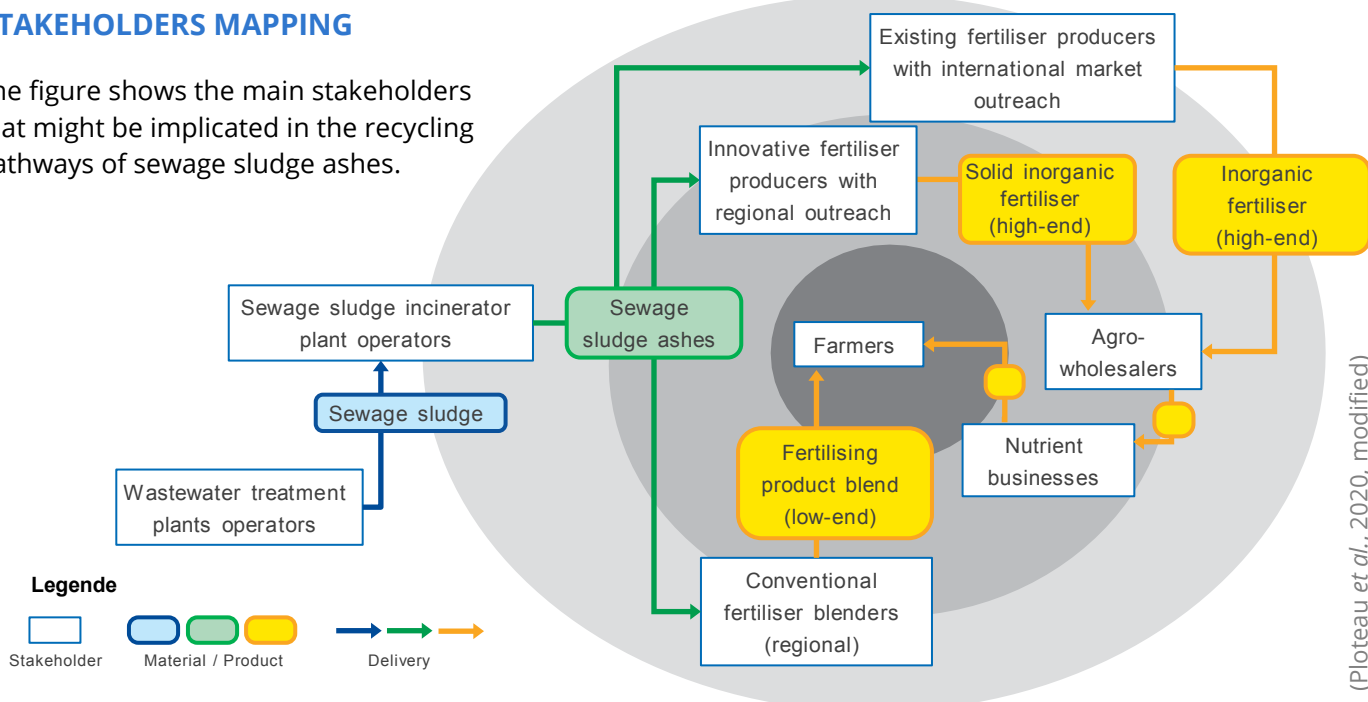 TAKEHOLDERS MAPPING
he figure shows the main stakeholders
at might be implicated in the recycling
athways of sewage sludge ashes.
Existing fertiliser producers
with international market
outreach
Innovative fertiliser
producers with
regional outreach
Solid inorganic
fertiliser
(high-end)
Inorganic
fertiliser
(high-end)
Sewage sludge incinerator
plant operators
Sewage
sludge ashes
Farmers
Agro-
wholesalers
Sewage sludge
Fertilising
product blend
(low-end)
Nutrient
businesses
Wastewater treatment
plants operators
Conventional
fertiliser blenders
(regional)
Legende
Stakeholder
Material / Product
Delivery
(Ploteau et al., 2020, modified)